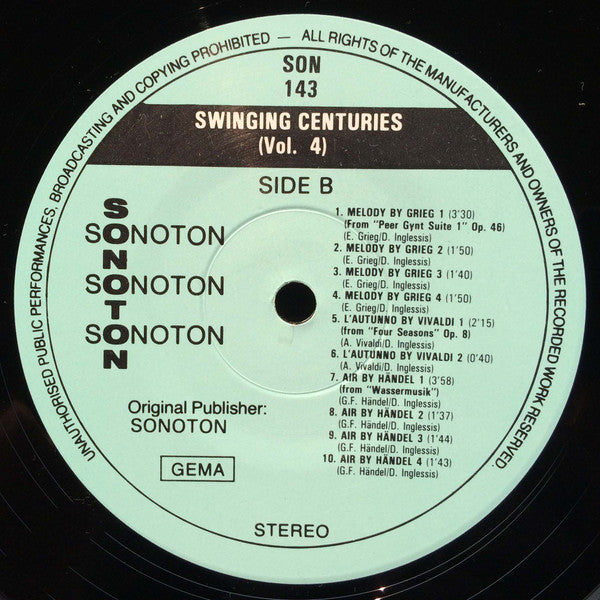 UNAUTHORISED PUBLIC PERFORMANCES, BROADCASTING AND COPYING PROHIBITED — ALL RIGHTS OF THE MANUFACTURERS AND OWNERS OF THE RECORDED WORK RESERVED.
SON
143
SWINGING CENTURIES
(Vol. 4)
SIDE B
SONOTON
SONOTON
SONOTON
SONOTON
1. MELODY BY GRIEG 1 (3'30)
(From "Peer Gynt Suite 1" Op. 46)
(E. Grieg/D. Inglessis)
2. MELODY BY GRIEG 2 (1'50)
(E. Grieg/D. Inglessis)
3. MELODY BY GRIEG 3 (1'40)
(E. Grieg/D. Inglessis)
4. MELODY BY GRIEG 4 (1'50)
(E. Grieg/D. Inglessis)
5. L'AUTUNNO BY VIVALDI 1 (2'15)
(from "Four Seasons" Op. 8)
(A. Vivaldi/D. Inglessis)
6. L'AUTUNNO BY VIVALDI 2 (0'40)
(A. Vivaldi/D. Inglessis)
7. AIR BY HÄNDEL 1 (3'58)
(from "Wassermusik")
(G.F. Händel/D. Inglessis)
8. AIR BY HÄNDEL 2 (1'37)
(G.F. Händel/D. Inglessis)
9. AIR BY HÄNDEL 3 (1'44)
(G.F. Händel/D. Inglessis)
10. AIR BY HÄNDEL 4 (1'43)
(G.F. Händel/D. Inglessis)
Original Publisher:
SONOTON
GEMA
STEREO